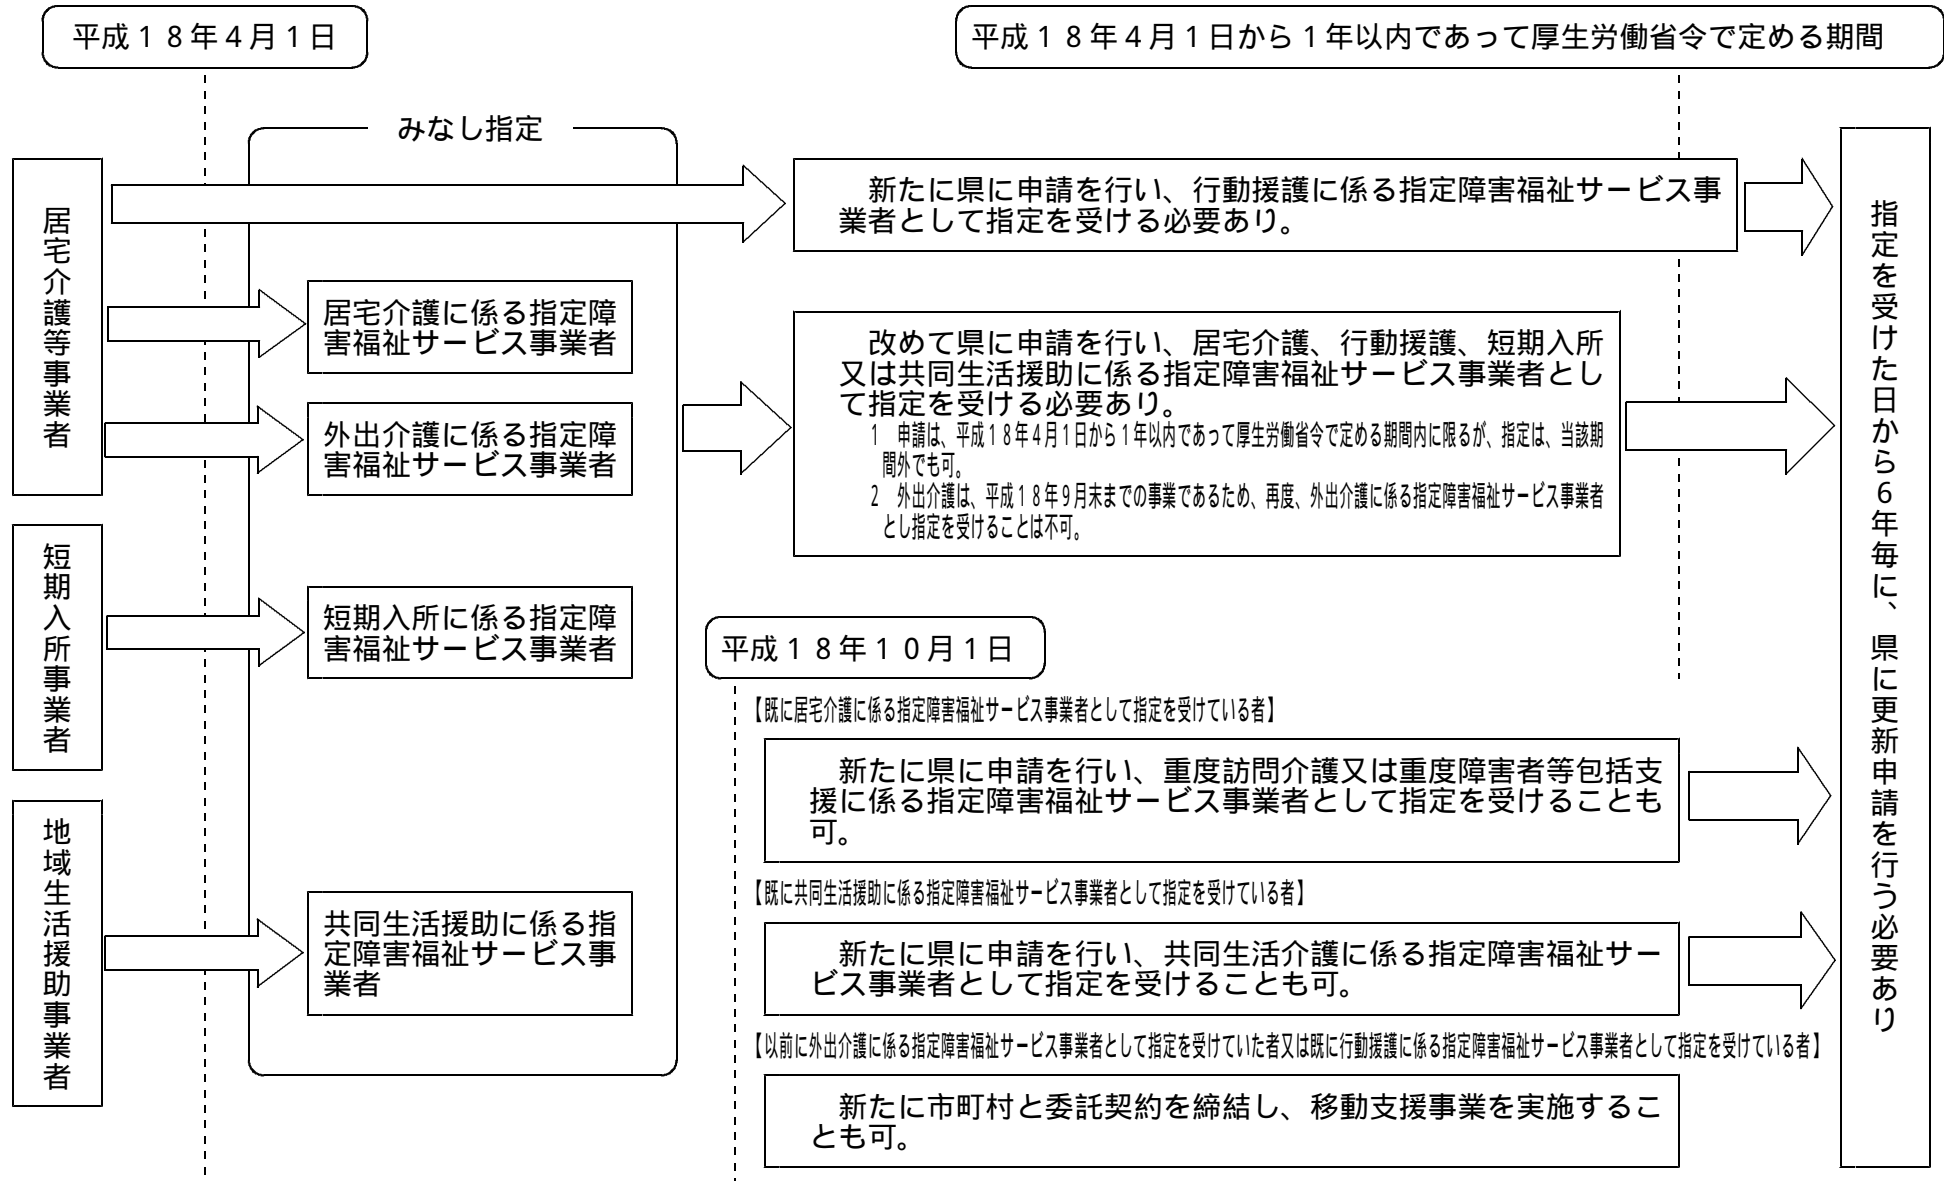 平成１８年４月１日
平成１８年４月１日から１年以内であって厚生労働省令で定める期間
みなし指定
居宅介護等事業者
新たに県に申請を行い、行動援護に係る指定障害福祉サービス事
業者として指定を受ける必要あり。
居宅介護に係る指定障
害福祉サービス事業者
外出介護に係る指定障
害福祉サービス事業者
改めて県に申請を行い、居宅介護、行動援護、短期入所
又は共同生活援助に係る指定障害福祉サービス事業者とし
て指定を受ける必要あり。
１　申請は、平成１８年４月１日から１年以内であって厚生労働省令で定める期間内に限るが、指定は、当該期
間外でも可。
２　外出介護は、平成１８年９月末までの事業であるため、再度、外出介護に係る指定障害福祉サービス事業者
とし指定を受けることは不可。
短期入所事業者
短期入所に係る指定障
害福祉サービス事業者
地域生活援助事業者
共同生活援助に係る指
定障害福祉サービス事
業者
平成１８年１０月１日
【既に居宅介護に係る指定障害福祉サービス事業者として指定を受けている者】
新たに県に申請を行い、重度訪問介護又は重度障害者等包括支
援に係る指定障害福祉サービス事業者として指定を受けることも
可。
【既に共同生活援助に係る指定障害福祉サービス事業者として指定を受けている者】
新たに県に申請を行い、共同生活介護に係る指定障害福祉サー
ビス事業者として指定を受けることも可。
【以前に外出介護に係る指定障害福祉サービス事業者として指定を受けていた者又は既に行動援護に係る指定障害福祉サービス事業者として指定を受けている者】
新たに市町村と委託契約を締結し、移動支援事業を実施するこ
とも可。
指定を受けた日から６年毎に、県に更新申請を行う必要あり